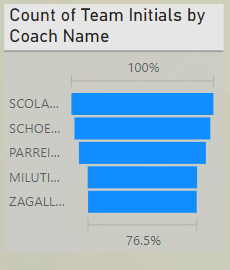 Count of Team Initials by
Coach Name
100%
SCOLA...
SCHOE...
PARREI...
MILUTI...
ZAGALL...
76.5%